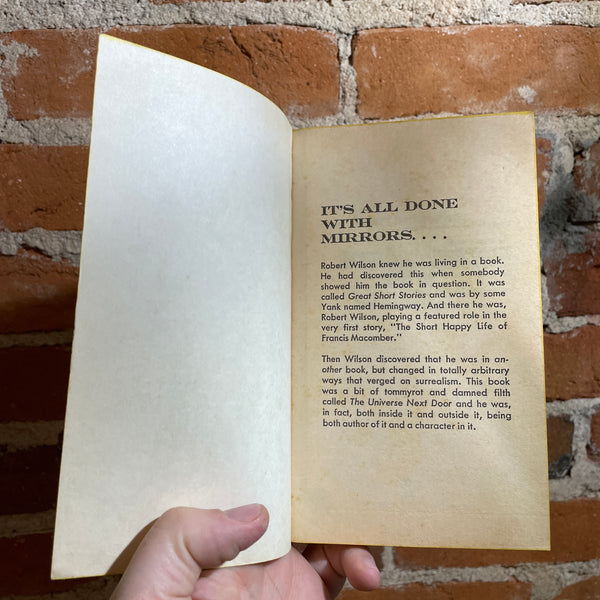 IT'S ALL DONE
WITH
MIRRORS. . . .
Robert Wilson knew he was living in a book.
He had discovered this when somebody
showed him the book in question. It was
called Great Short Stories and was by some
Yank named Hemingway. And there he was,
Robert Wilson, playing a featured role in the
very first story, "The Short Happy Life of
Francis Macomber."
Then Wilson discovered that he was in an-
other book, but changed in totally arbitrary
ways that verged on surrealism. This book
was a bit of tommyrot and damned filth
called The Universe Next Door and he was,
in fact, both inside it and outside it, being
both author of it and a character in it.